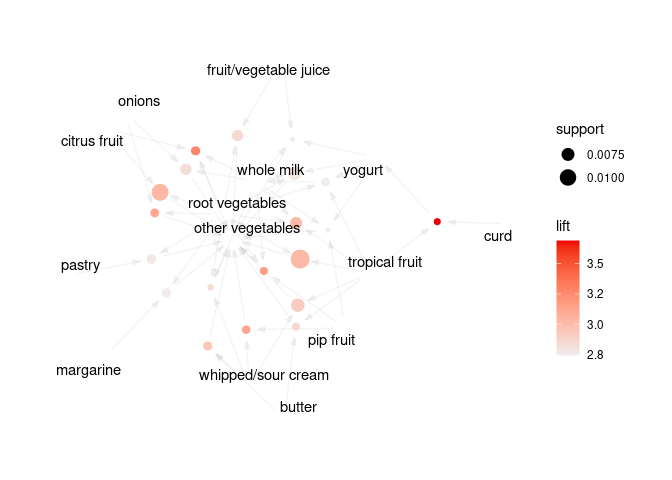 fruit/vegetable juice
onions
support
citrus fruit
0.0075
whole milk
yogurt
0.0100
root vegetables
lift
other vegetables
curd
pastry
tropical fruit
3.5
3.2
3.0
pip fruit
2.8
margarine
whipped/sour cream
butter